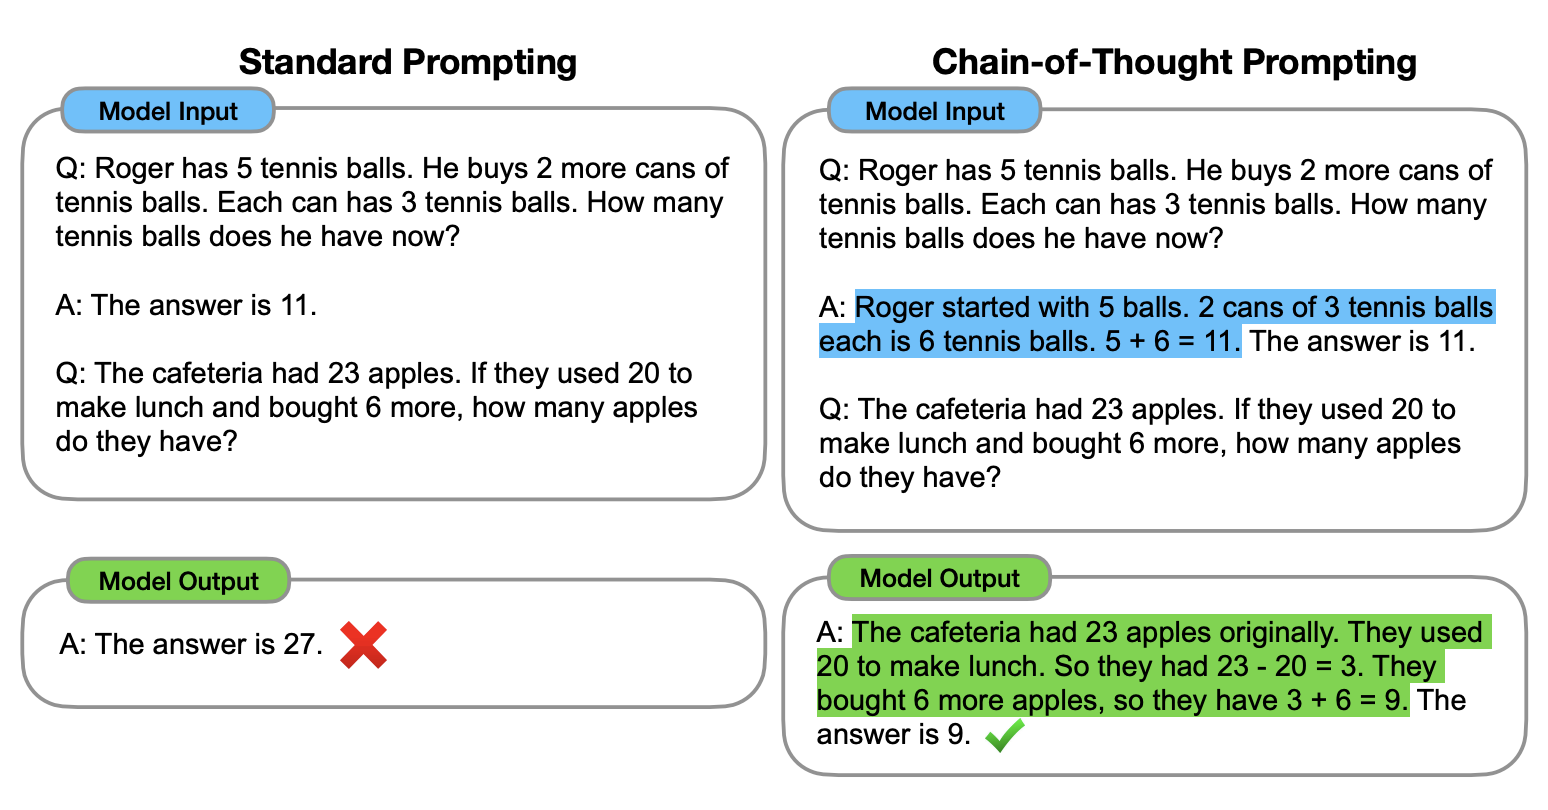 Standard Prompting
Model Input
Q: Roger has 5 tennis balls. He buys 2 more cans of
tennis balls. Each can has 3 tennis balls. How many
tennis balls does he have now?
A: The answer is 11.
Q: The cafeteria had 23 apples. If they used 20 to
make lunch and bought 6 more, how many apples
do they have?
Model Output
A: The answer is 27.
Chain-of-Thought Prompting
Model Input
Q: Roger has 5 tennis balls. He buys 2 more cans of
tennis balls. Each can has 3 tennis balls. How many
tennis balls does he have now?
A: Roger started with 5 balls. 2 cans of 3 tennis balls
each is 6 tennis balls. 5 + 6 = 11. The answer is 11.
Q: The cafeteria had 23 apples. If they used 20 to
make lunch and bought 6 more, how many apples
do they have?
Model Output
A: The cafeteria had 23 apples originally. They used
20 to make lunch. So they had 23 - 20 = 3. They
bought 6 more apples, so they have 3 + 6 = 9. The
answer is 9.